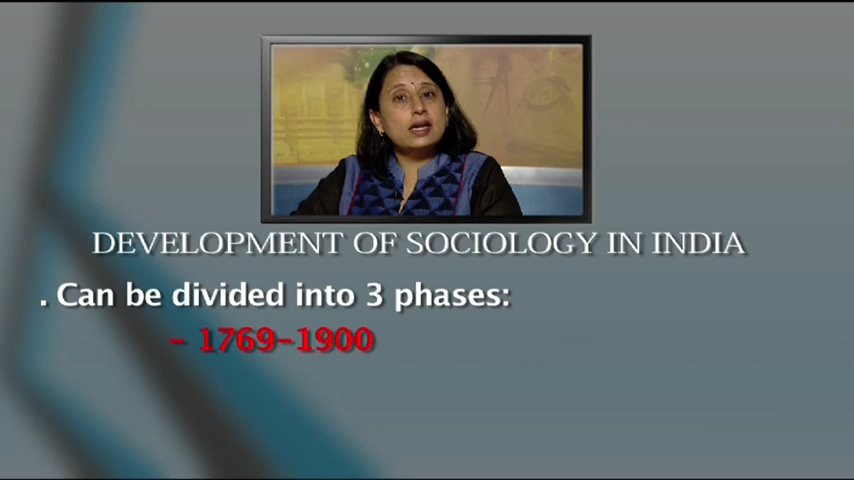 DEVELOPMENT OF SOCIOLOGY IN INDIA
. Can be divided into 3 phases:
- 1769-1900